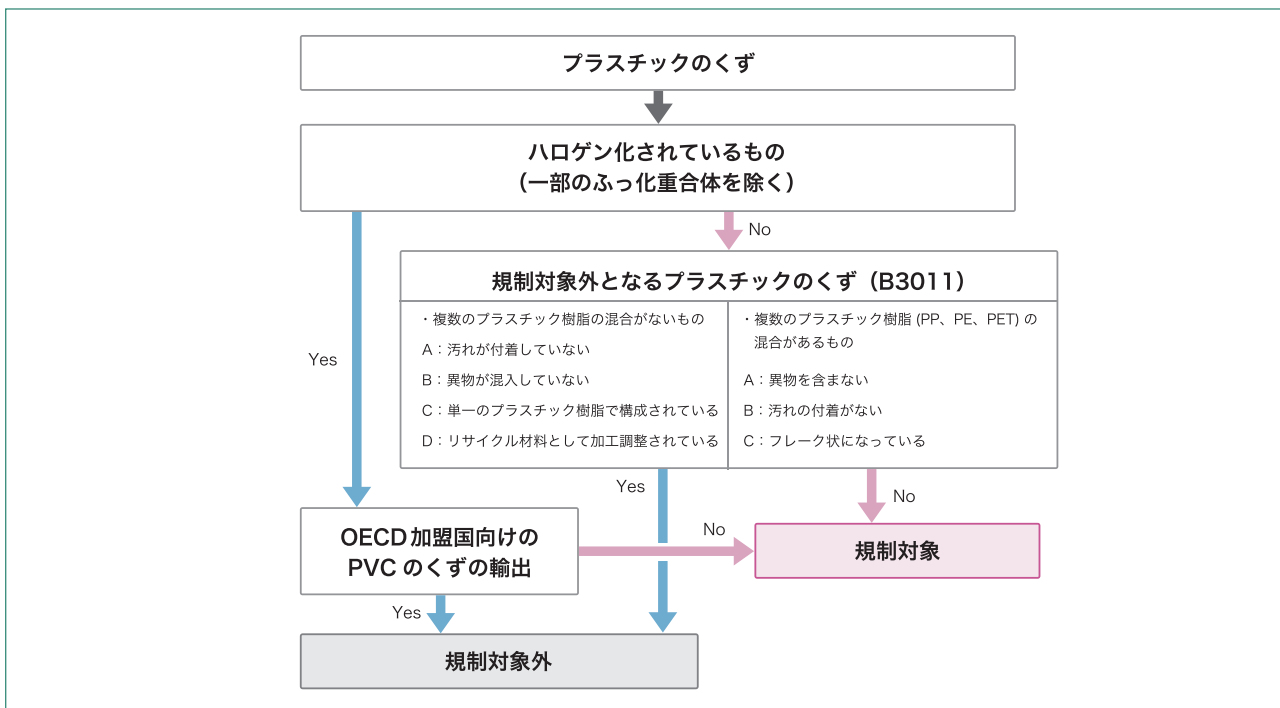 プラスチックのくず
ハロゲン化されているもの
（一部のふっ化重合体を除く）
No
規制対象外となるプラスチックのくず（B3011）
・複数のプラスチック樹脂の混合がないもの
A：汚れが付着していない
B：異物が混入していない
C：単一のプラスチック樹脂で構成されている
D：リサイクル材料として加工調整されている
・複数のプラスチック樹脂 (PP、PE、PET) の
混合があるもの
A：異物を含まない
B：汚れの付着がない
C：フレーク状になっている
Yes
Yes
No
OECD加盟国向けの
PVC のくずの輸出
No
規制対象
Yes
規制対象外